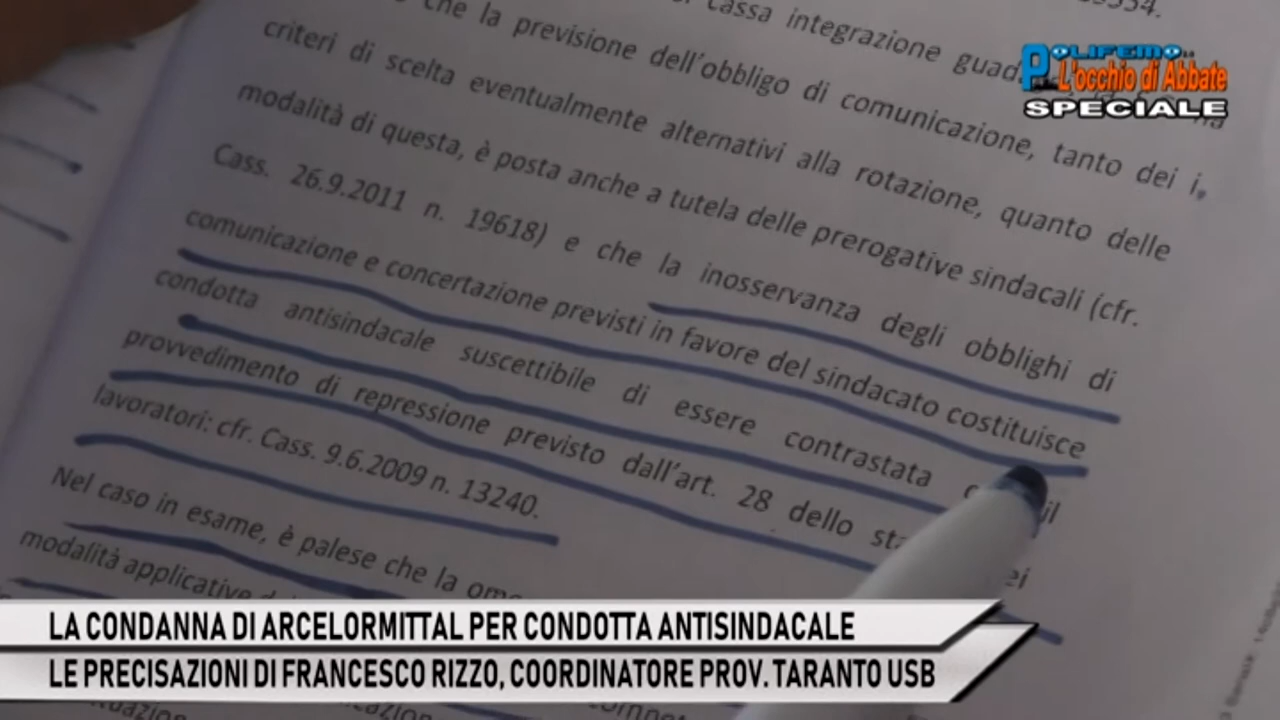 cassa integrazione
che la previsione dell'obbligo di comunicazione, tanto dei
criteri di scelta eventualmente alternativi alla rotazione, quanto delle
modalità di questa, è posta anche a tutela delle prerogative sindacali (cfr.
Cass. 26.9.2011 n. 19618) e che la inosservanza degli obblighi di
comunicazione e concertazione previsti in favore del sindacato costituisce
condotta antisindacale suscettibile di essere contrastata il
provvedimento di repressione previsto dall'art. 28 dello
lavoratori: cfr. Cass. 9.6.2009 n. 13240.
Nel caso in esame, è palese che la
modalità applicative
POLIFEMO
L'occhio di Abbate
SPECIALE
LA CONDANNA DI ARCELORMITTAL PER CONDOTTA ANTISINDACALE
LE PRECISAZIONI DI FRANCESCO RIZZO, COORDINATORE PROV. TARANTO USB